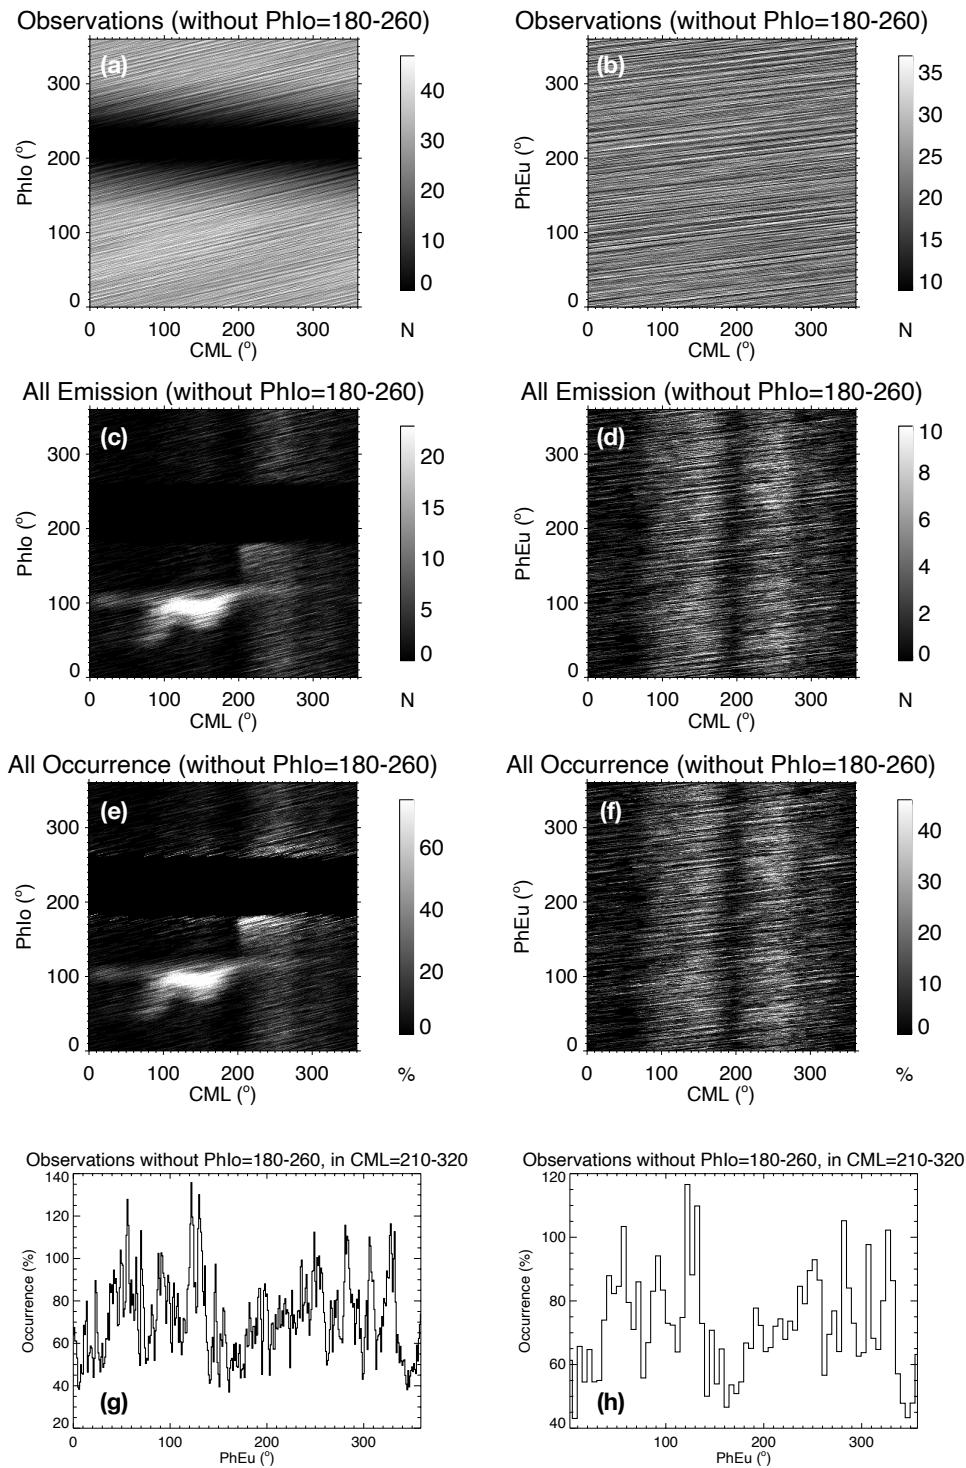 Observations (without PhIo=180-260)
Observations (without PhIo=180-260)
(a)
(b)
PhIo (°)
300
200
100
0
0
100
200
300
CML (°)
40
30
20
10
0
N
PhEu (°)
300
200
100
0
0
100
200
300
CML (°)
35
30
25
20
15
10
N
All Emission (without PhIo=180-260)
All Emission (without PhIo=180-260)
(c)
(d)
PhIo (°)
300
200
100
0
0
100
200
300
CML (°)
20
15
10
5
0
N
PhEu (°)
300
200
100
0
0
100
200
300
CML (°)
10
8
6
4
2
0
N
All Occurrence (without PhIo=180-260)
All Occurrence (without PhIo=180-260)
(e)
(f)
PhIo (°)
300
200
100
0
0
100
200
300
CML (°)
60
40
20
0
%
PhEu (°)
300
200
100
0
0
100
200
300
CML (°)
40
30
20
10
0
%
Observations without PhIo=180-260, in CML=210-320
Observations without PhIo=180-260, in CML=210-320
Occurrence (%)
140
120
100
80
60
40
20
(g)
0
100
200
300
PhEu (°)
Occurrence (%)
120
100
80
60
40
(h)
100
200
300
PhEu (°)